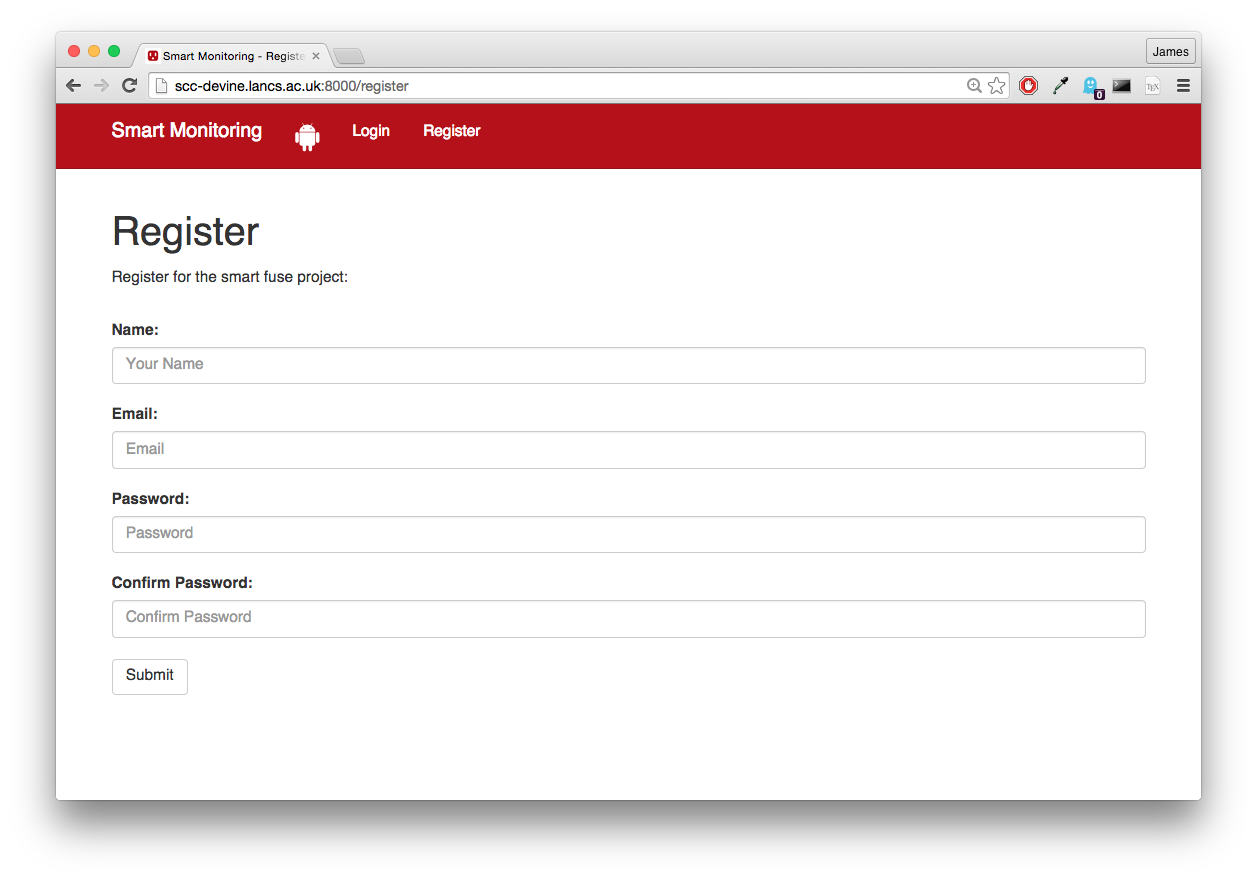 Smart Monitoring - Registe
James
scc-devine.lancs.ac.uk:8000/register
0
TEX
Smart Monitoring
Login
Register
Register
Register for the smart fuse project:
Name:
Your Name
Email:
Email
Password:
Password
Confirm Password:
Confirm Password
Submit